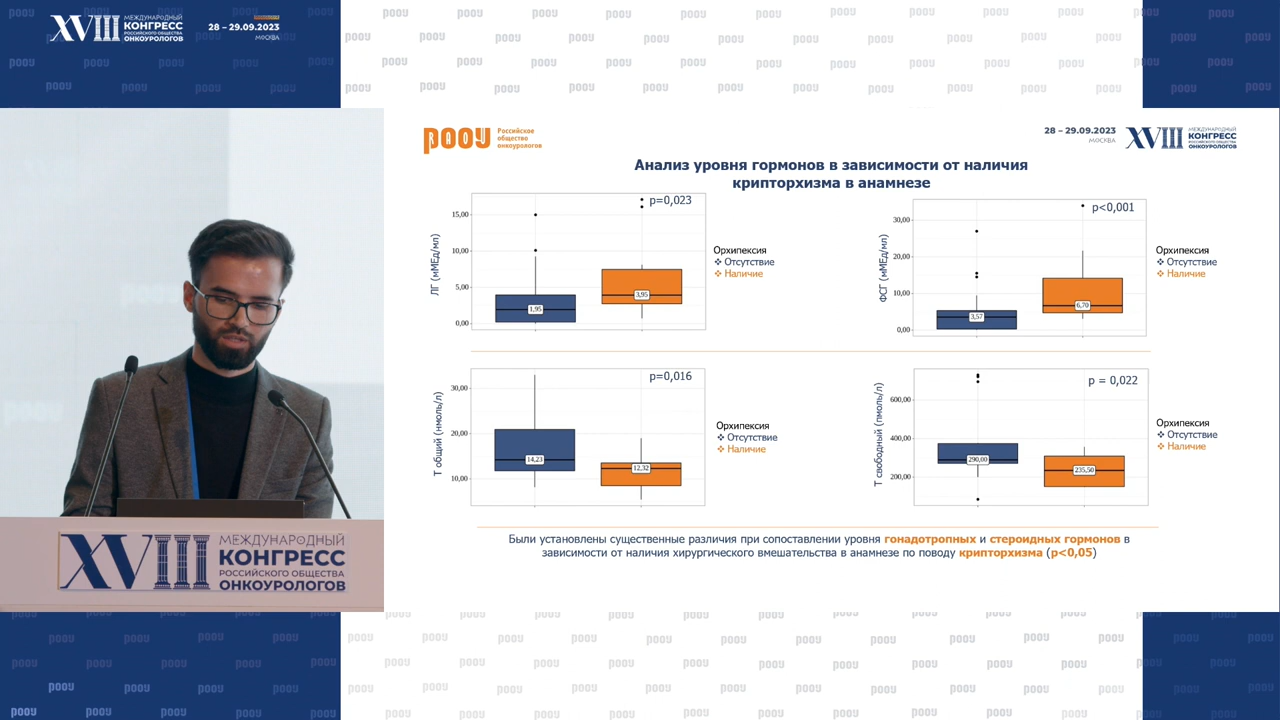 XVIII МЕЖДУНАРОДНЫЙ КОНГРЕСС РОССИЙСКОГО ОБЩЕСТВА ОНКОУРОЛОГОВ
28 – 29.09.2023
МОСКВА
РООУ Российское общество онкоурологов
28 – 29.09.2023
МОСКВА
XVIII МЕЖДУНАРОДНЫЙ КОНГРЕСС РОССИЙСКОГО ОБЩЕСТВА ОНКОУРОЛОГОВ
Анализ уровня гормонов в зависимости от наличия
крипторхизма в анамнезе
ЛГ (мМЕд/мл)
15,00
10,00
5,00
0,00
p=0,023
1,95
3,95
Орхипексия
❖ Отсутствие
❖ Наличие
ФСГ (мМЕд/мл)
30,00
20,00
10,00
0,00
p<0,001
3,57
6,70
Орхипексия
❖ Отсутствие
❖ Наличие
Т общий (нмоль/л)
30,00
20,00
10,00
p=0,016
14,23
12,32
Орхипексия
❖ Отсутствие
❖ Наличие
Т свободный (пмоль/л)
600,00
400,00
200,00
p = 0,022
290,00
235,50
Орхипексия
❖ Отсутствие
❖ Наличие
Были установлены существенные различия при сопоставлении уровня гонадотропных и стероидных гормонов в
зависимости от наличия хирургического вмешательства в анамнезе по поводу крипторхизма (p<0,05)
XVIII МЕЖДУНАРОДНЫЙ
КОНГРЕСС
РОССИЙСКОГО ОБЩЕСТВА
ОНКОУРОЛОГОВ